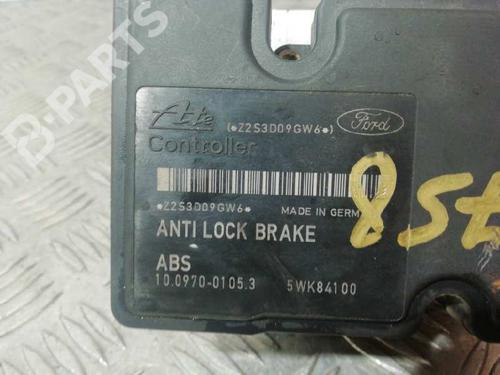 Ate (•Z2S3D09GW6•) Ford
Controller
•Z2S3D09GW6• MADE IN GERM
ANTI LOCK BRAKE
ABS
10.0970-0105.3 5WK84100
B-PARTS